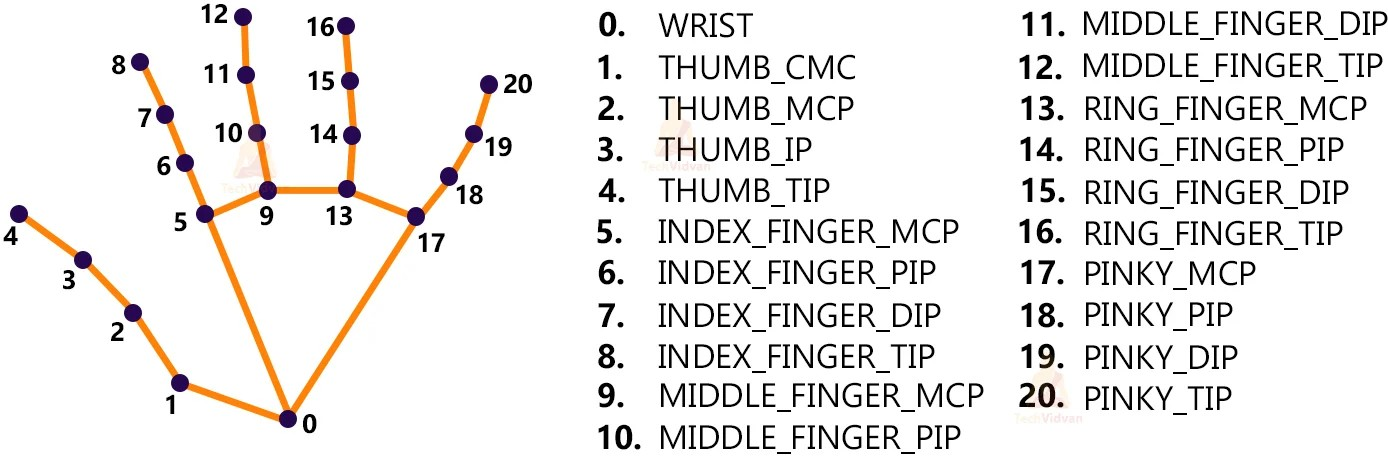 12
16
8
11
15
20
7
10
14
19
6
18
5
9
13
17
4
3
2
1
0
TechVidvan
0. WRIST
1. THUMB_CMC
2. THUMB_MCP
3. THUMB_IP
4. THUMB_TIP
5. INDEX_FINGER_MCP
6. INDEX_FINGER_PIP
7. INDEX_FINGER_DIP
8. INDEX_FINGER_TIP
9. MIDDLE_FINGER_MCP
10. MIDDLE_FINGER_PIP
TechVidvan
11. MIDDLE_FINGER_DIP
12. MIDDLE_FINGER_TIP
13. RING_FINGER_MCP
14. RING_FINGER_PIP
15. RING_FINGER_DIP
16. RING_FINGER_TIP
17. PINKY_MCP
18. PINKY_PIP
19. PINKY_DIP
20. PINKY_TIP
TechVidvan